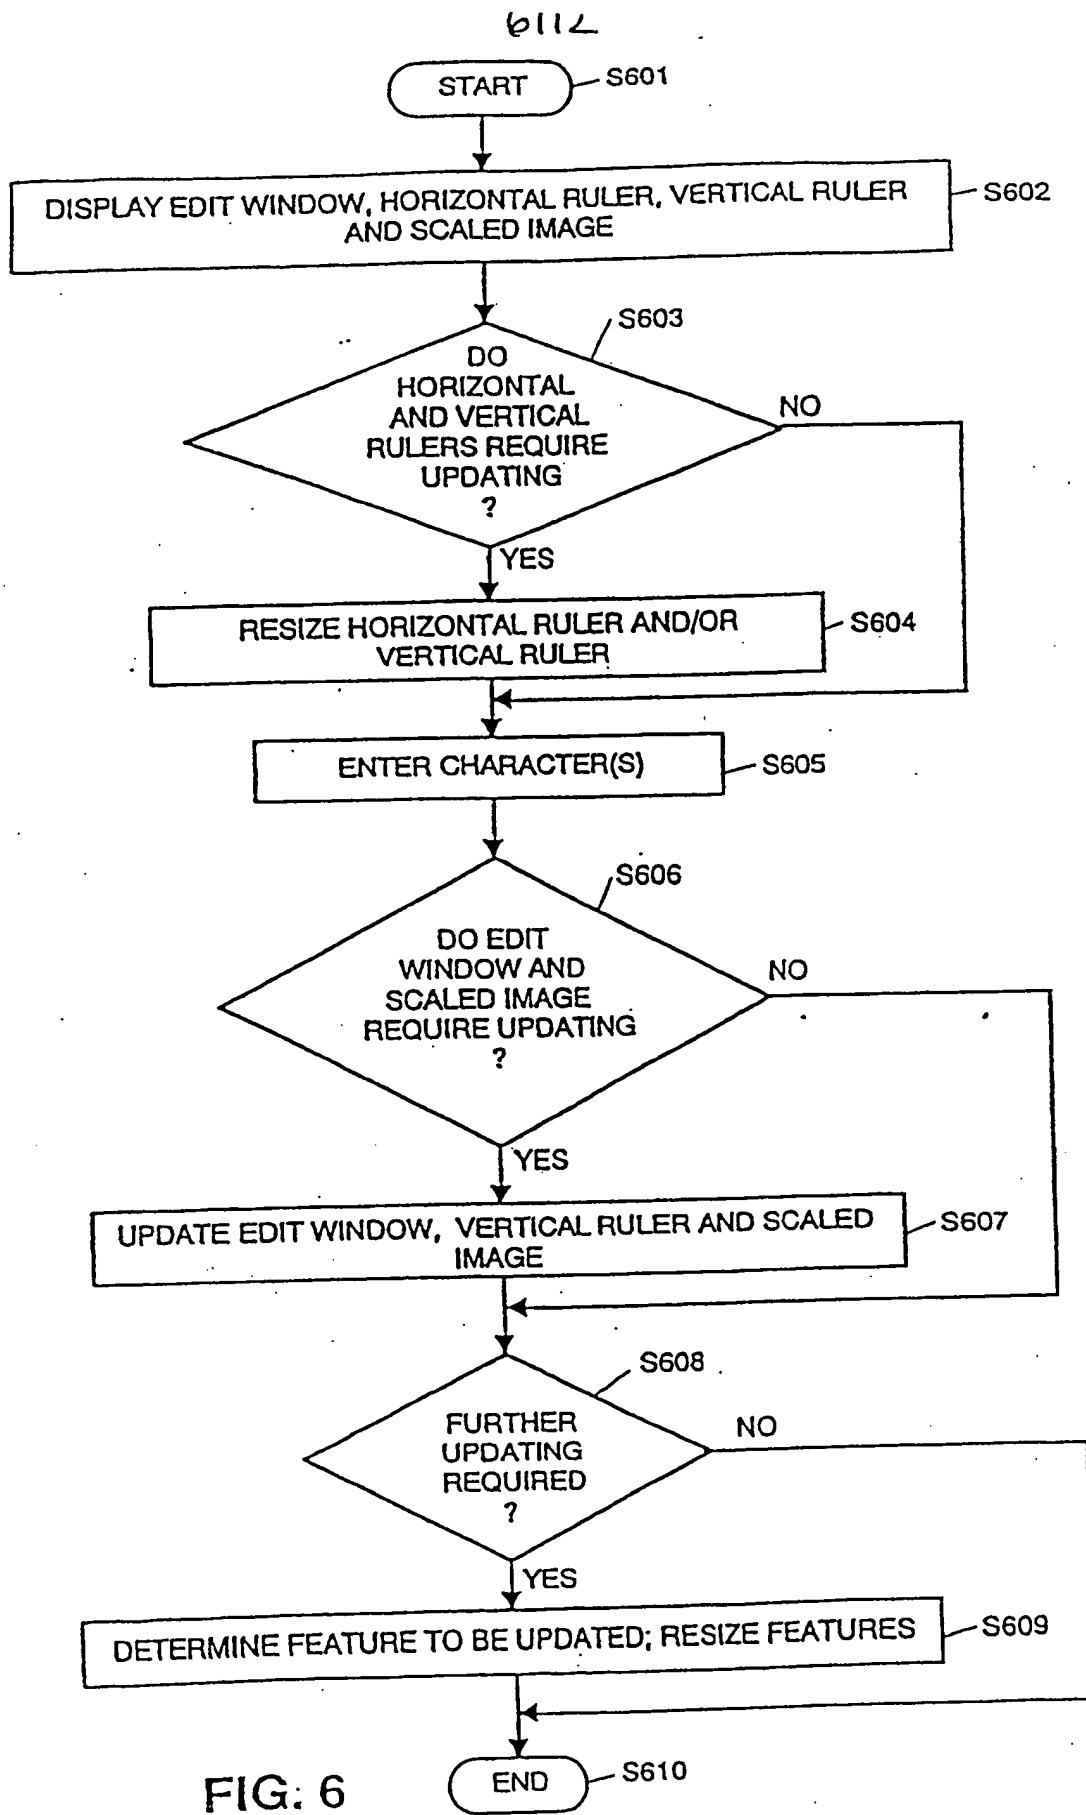 6117
START
S601
DISPLAY EDIT WINDOW, HORIZONTAL RULER, VERTICAL RULER
AND SCALED IMAGE
S602
S603
DO
HORIZONTAL
AND VERTICAL
RULERS REQUIRE
UPDATING
?
NO
YES
RESIZE HORIZONTAL RULER AND/OR
VERTICAL RULER
S604
ENTER CHARACTER(S)
S605
S606
DO EDIT
WINDOW AND
SCALED IMAGE
REQUIRE UPDATING
?
NO
YES
UPDATE EDIT WINDOW, VERTICAL RULER AND SCALED
IMAGE
S607
S608
FURTHER
UPDATING
REQUIRED
?
NO
YES
DETERMINE FEATURE TO BE UPDATED; RESIZE FEATURES
S609
END
S610
FIG. 6